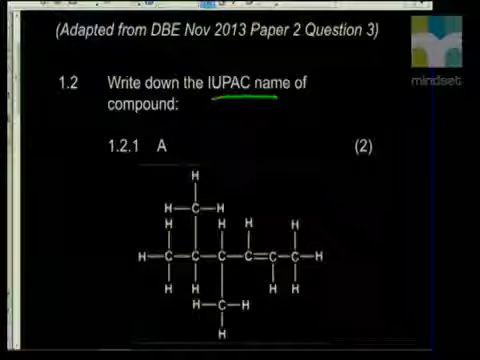 (Adapted from DBE Nov 2013 Paper 2 Question 3)
mindset
1.2 Write down the IUPAC name of
compound:
1.2.1 A (2)
H
H C H
H H H H
H C C C C C C H
H H H H
H C H
H